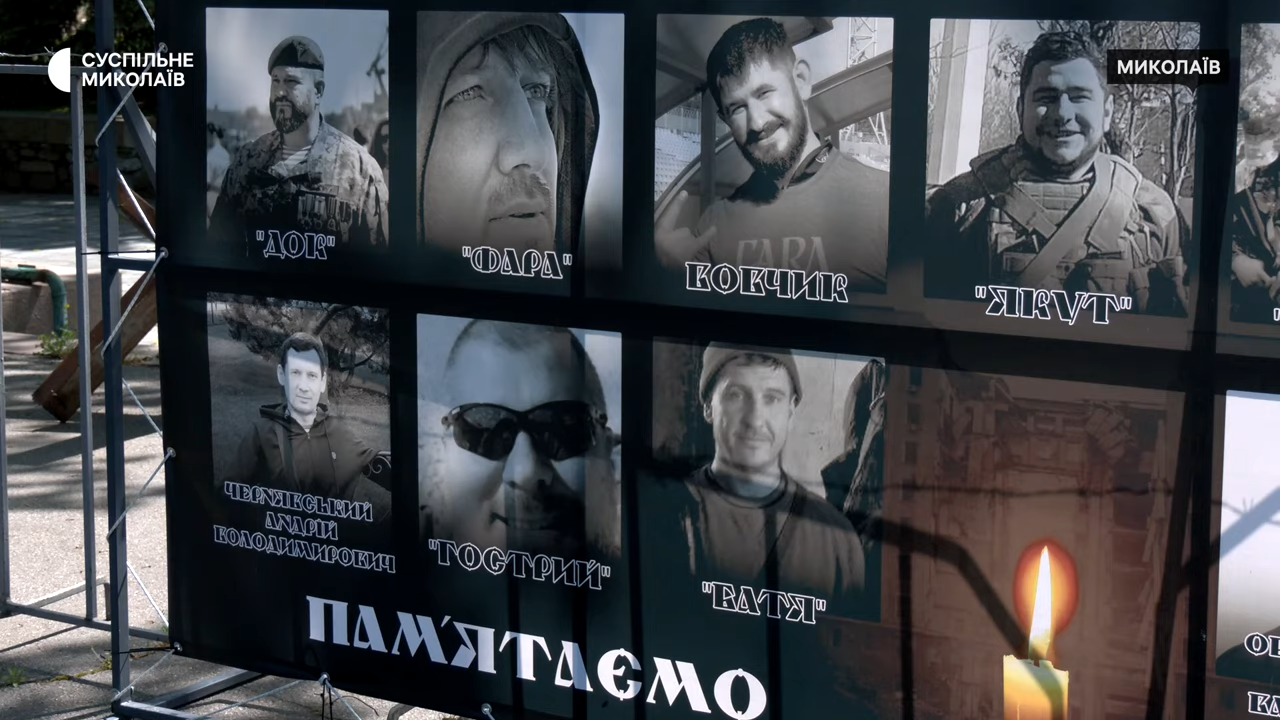 СУСПІЛЬНЕ
МИКОЛАЇВ
МИКОЛАЇВ
"ДОК"
"ФАРА"
ВОВЧИК
"ЯКУТ"
ЧЕРНЯВСЬКИЙ
АНДРІЙ
ВОЛОДИМИРОВИЧ
"ГОСТРИЙ"
"БАТЯ"
ПАМ'ЯТАЄМО